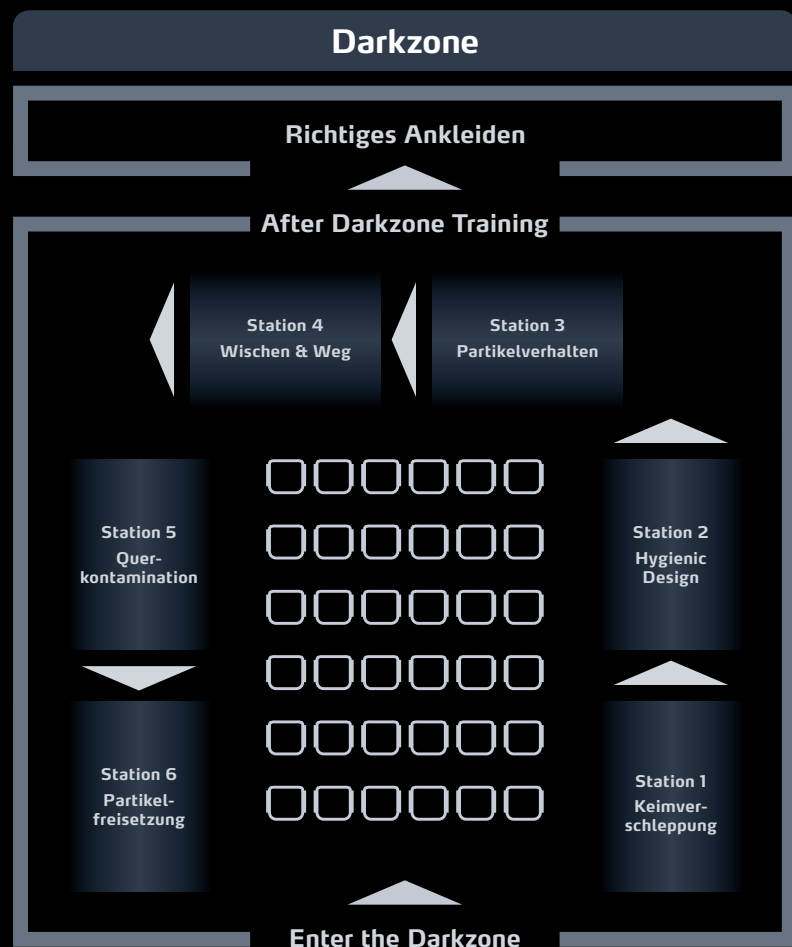 Darkzone
Richtiges Ankleiden
After Darkzone Training
Station 4
Wischen & Weg
Station 3
Partikelverhalten
Station 5
Quer-
kontamination
Station 2
Hygienic
Design
Station 6
Partikel-
freisetzung
Station 1
Keimver-
schleppung
Enter the Darkzone